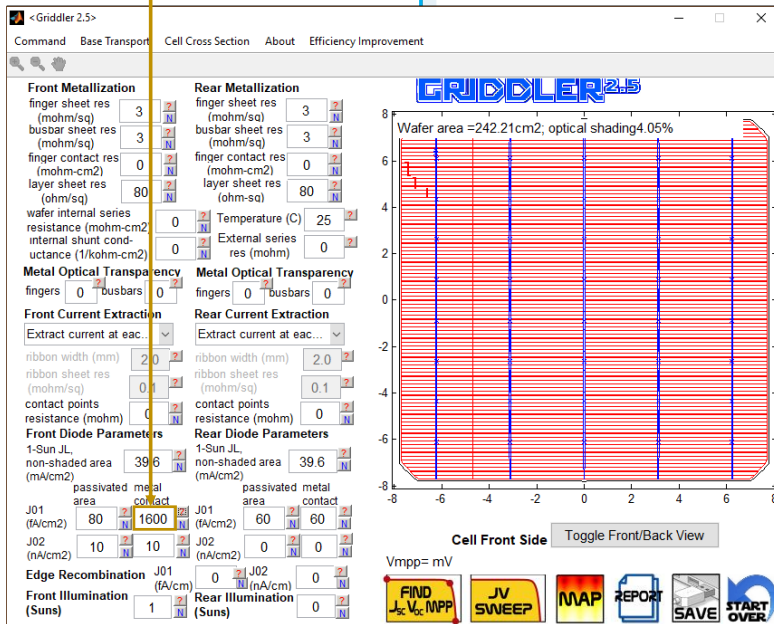 <Griddler 2.5>
Command Base Transport Cell Cross Section About Efficiency Improvement
GRIDDLER 2.5
Front Metallization Rear Metallization
finger sheet res (mohm/sq) 3 ? N finger sheet res (mohm/sq) 3 ? N
busbar sheet res (mohm/sq) 3 ? N busbar sheet res (mohm/sq) 3 ? N
finger contact res (mohm-cm2) 0 ? N finger contact res (mohm-cm2) 0 ? N
layer sheet res (ohm/sq) 80 ? N layer sheet res (ohm-sq) 80 ? N
wafer internal series resistance (mohm-cm2) 0 ? N Temperature (C) 25 ?
internal shunt cond-uctance (1/kohm-cm2) 0 ? N External series res (mohm) 0 ?
Metal Optical Transparency Metal Optical Transparency
fingers 0 ? busbars 0 ? fingers 0 ? busbars 0 ?
Front Current Extraction Rear Current Extraction
Extract current at eac... Extract current at eac...
ribbon width (mm) 2.0 ? ribbon width (mm) 2.0 ?
ribbon sheet res (mohm/sq) 0.1 ? ribbon sheet res (mohm/sq) 0.1 ?
contact points resistance (mohm) 0 ? N contact points resistance (mohm) 0 ? N
Front Diode Parameters Rear Diode Parameters
1-Sun JL, non-shaded area (mA/cm2) 39.6 ? N 1-Sun JL, non-shaded area (mA/cm2) 39.6 ? N
passivated area metal contact passivated area metal contact
J01 (fA/cm2) 80 ? N 1600 ? N J01 (fA/cm2) 60 ? N 60 ? N
J02 (nA/cm2) 10 ? N 10 ? N J02 (nA/cm2) 0 ? N 0 ? N
Edge Recombination J01 (fA/cm) 0 ? N J02 (nA/cm) 0 ? N
Front Illumination (Suns) 1 ? N Rear Illumination (Suns) 0 ? N
Wafer area =242.21cm2; optical shading4.05%
8
6
4
2
0
-2
-4
-6
-8
-8 -6 -4 -2 0 2 4 6 8
Cell Front Side Toggle Front/Back View
Vmpp= mV
FIND Jsc Voc MPP
JV SWEEP
MAP
REPORT
SAVE
START OVER